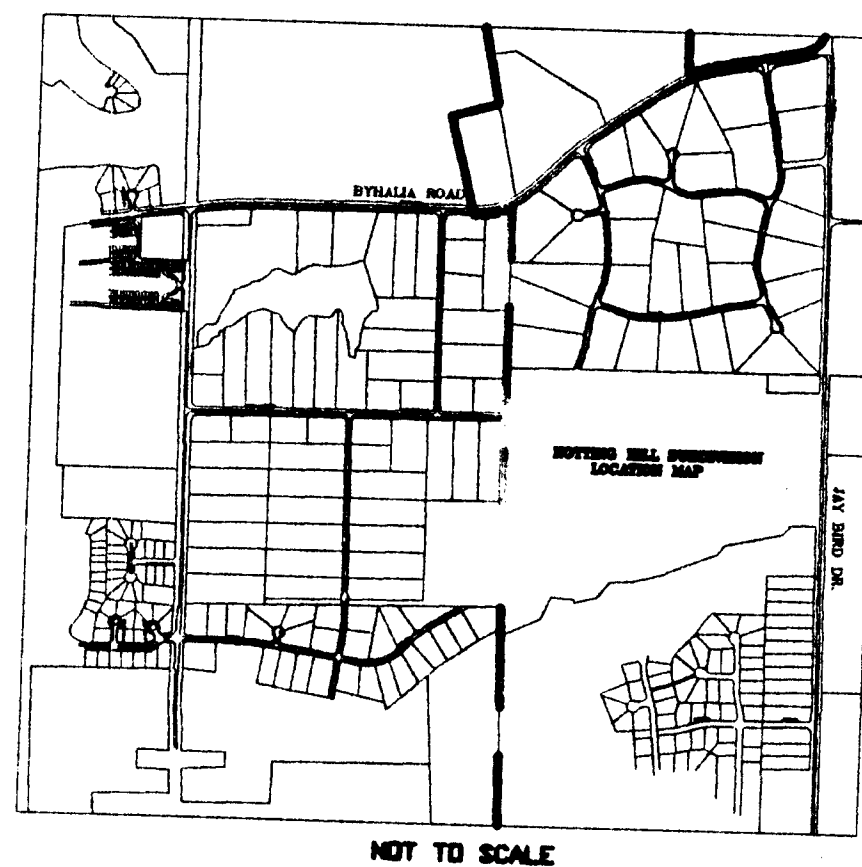 BYHALIA ROAD
NOTTING HILL SUBDIVISION
LOCATION MAP
JAY BIRD DR.
NOT TO SCALE